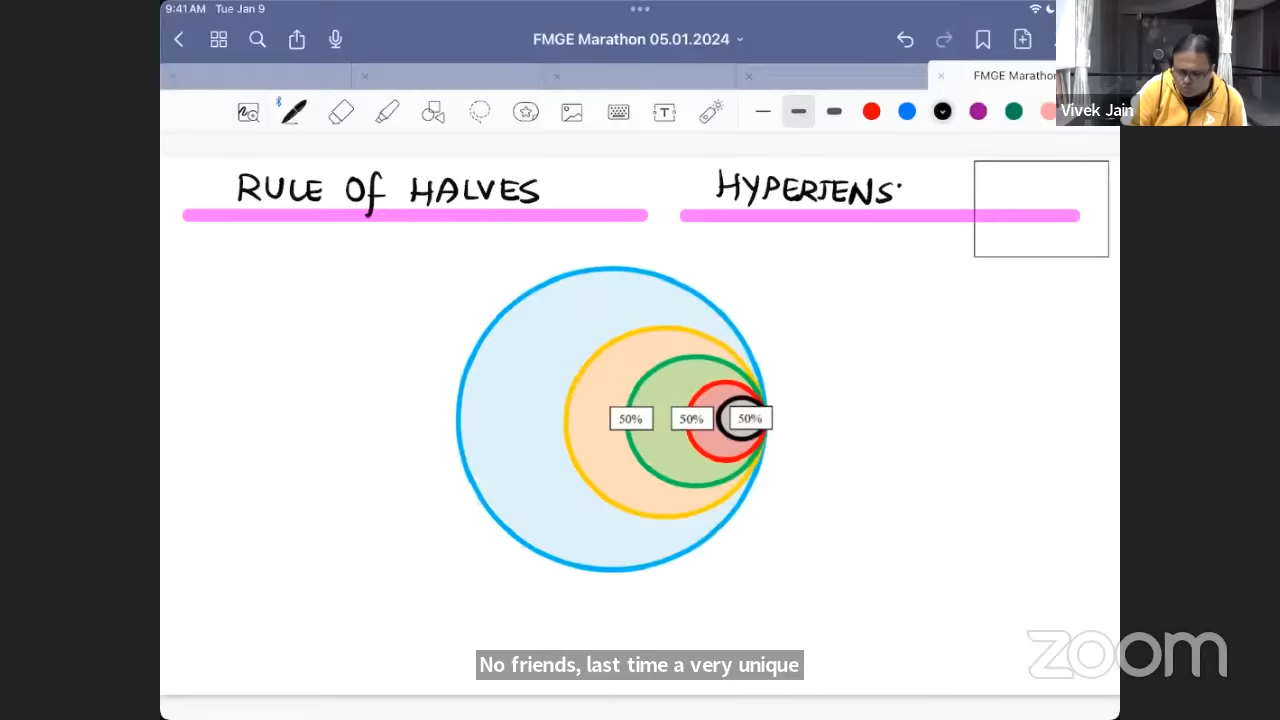 9:41 AM Tue Jan 9
FMGE Marathon 05.01.2024
FMGE Maratho
T
Vivek Jain
RULE Of HALVES
HYPERTENS
50% 50% 50%
No friends, last time a very unique
zoom